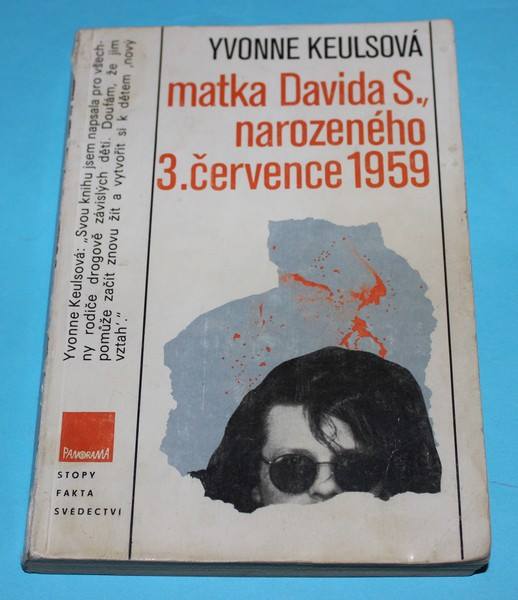 YVONNE KEULSOVÁ
matka Davida S.,
narozeného
3. července 1959
Yvonne Keulsová: „Svou knihu jsem napsala pro všech-
ny rodiče drogově závislých dětí. Doufám, že jim
pomůže začít znovu žít a vytvořit si k dětem ‚nový
vztah‘.“
PANORAMA
STOPY
FAKTA
SVĚDECTVÍ